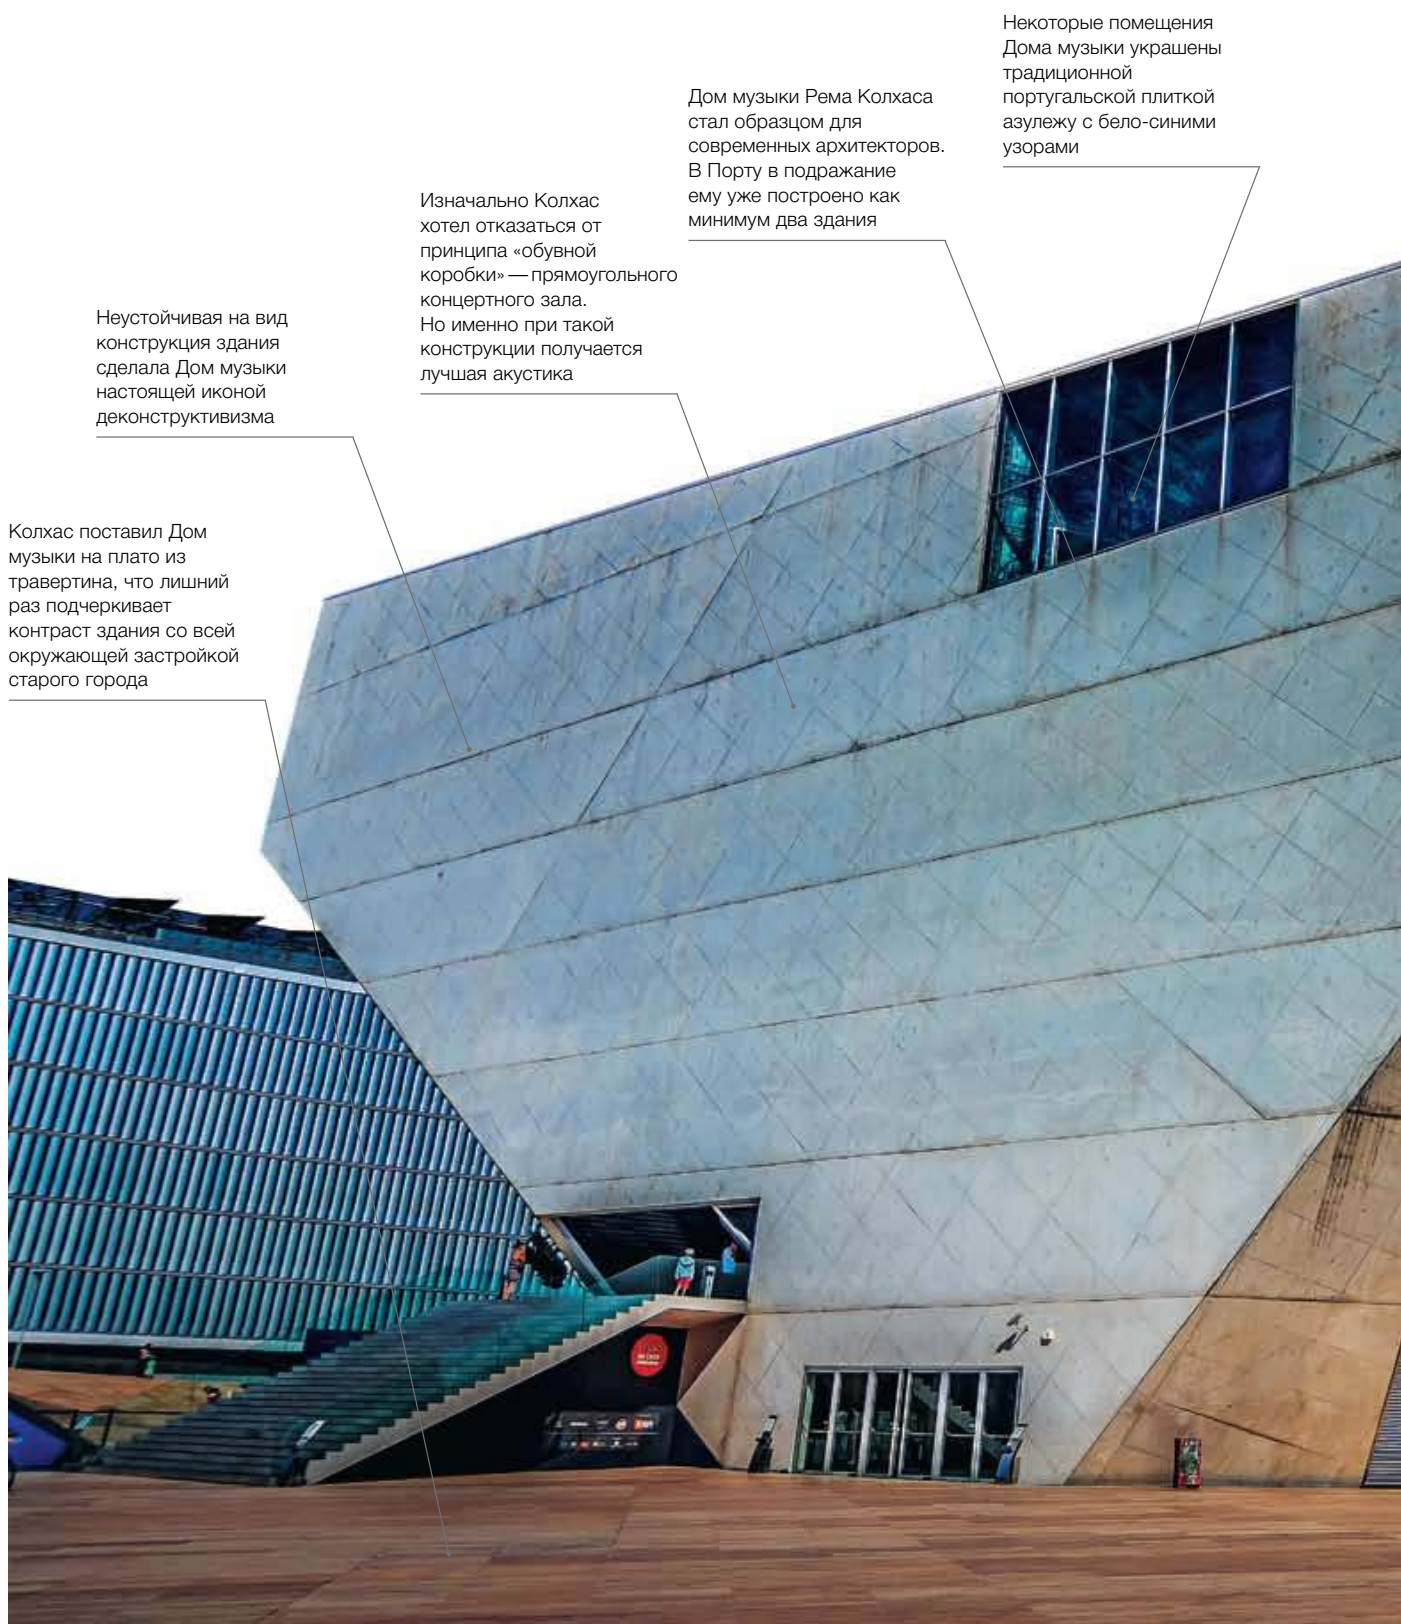 Некоторые помещения
Дома музыки украшены
традиционной
португальской плиткой
азулежу с бело-синими
узорами
Дом музыки Рема Колхаса
стал образцом для
современных архитекторов.
В Порту в подражание
ему уже построено как
минимум два здания
Изначально Колхас
хотел отказаться от
принципа «обувной
коробки» — прямоугольного
концертного зала.
Но именно при такой
конструкции получается
лучшая акустика
Неустойчивая на вид
конструкция здания
сделала Дом музыки
настоящей иконой
деконструктивизма
Колхас поставил Дом
музыки на плато из
травертина, что лишний
раз подчеркивает
контраст здания со всей
окружающей застройкой
старого города